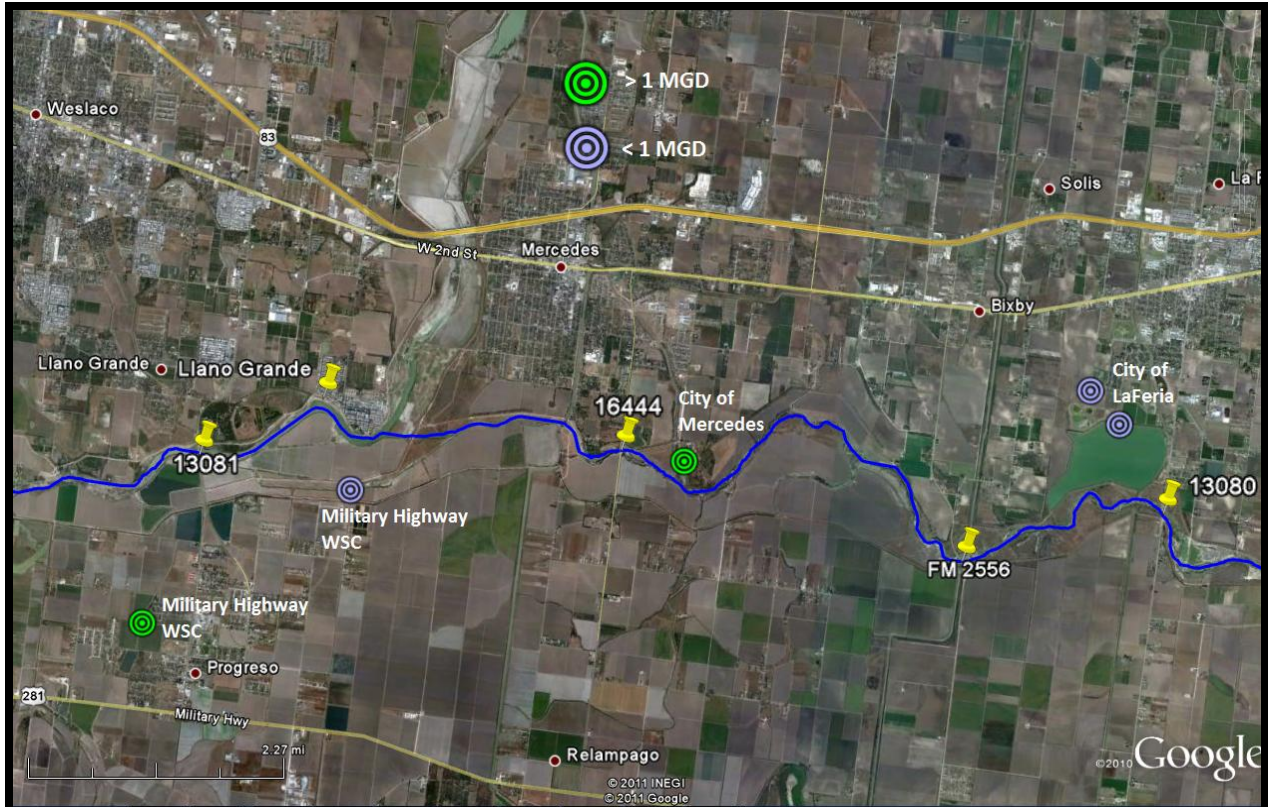 > 1 MGD
Weslaco
83
< 1 MGD
Solis
W 2nd St
Mercedes
Bixby
Llano Grande
Llano Grande
City of
LaFeria
16444
City of
Mercedes
13081
13080
Military Highway
WSC
FM 2556
Military Highway
WSC
Progreso
281
Military Hwy
2.27 mi
Relampago
© 2011 INEGI
© 2011 Google
©2010 Google